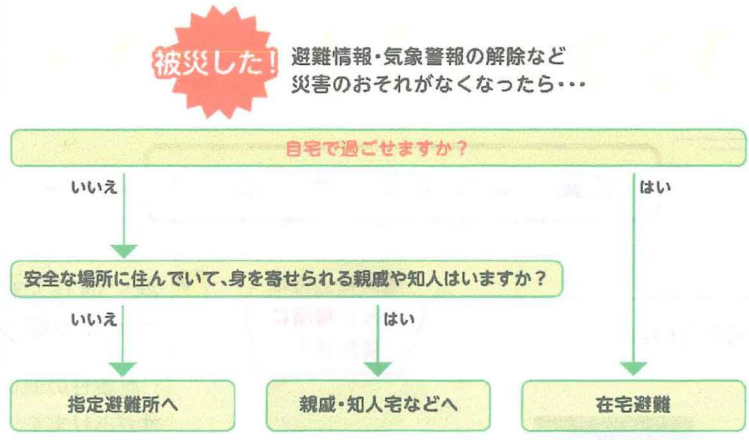 被災した!
避難情報・気象警報の解除など
災害のおそれがなくなったら・・・
自宅で過ごせますか？
いいえ
はい
安全な場所に住んでいて、身を寄せられる親戚や知人はいますか？
いいえ
はい
指定避難所へ
親戚・知人宅などへ
在宅避難